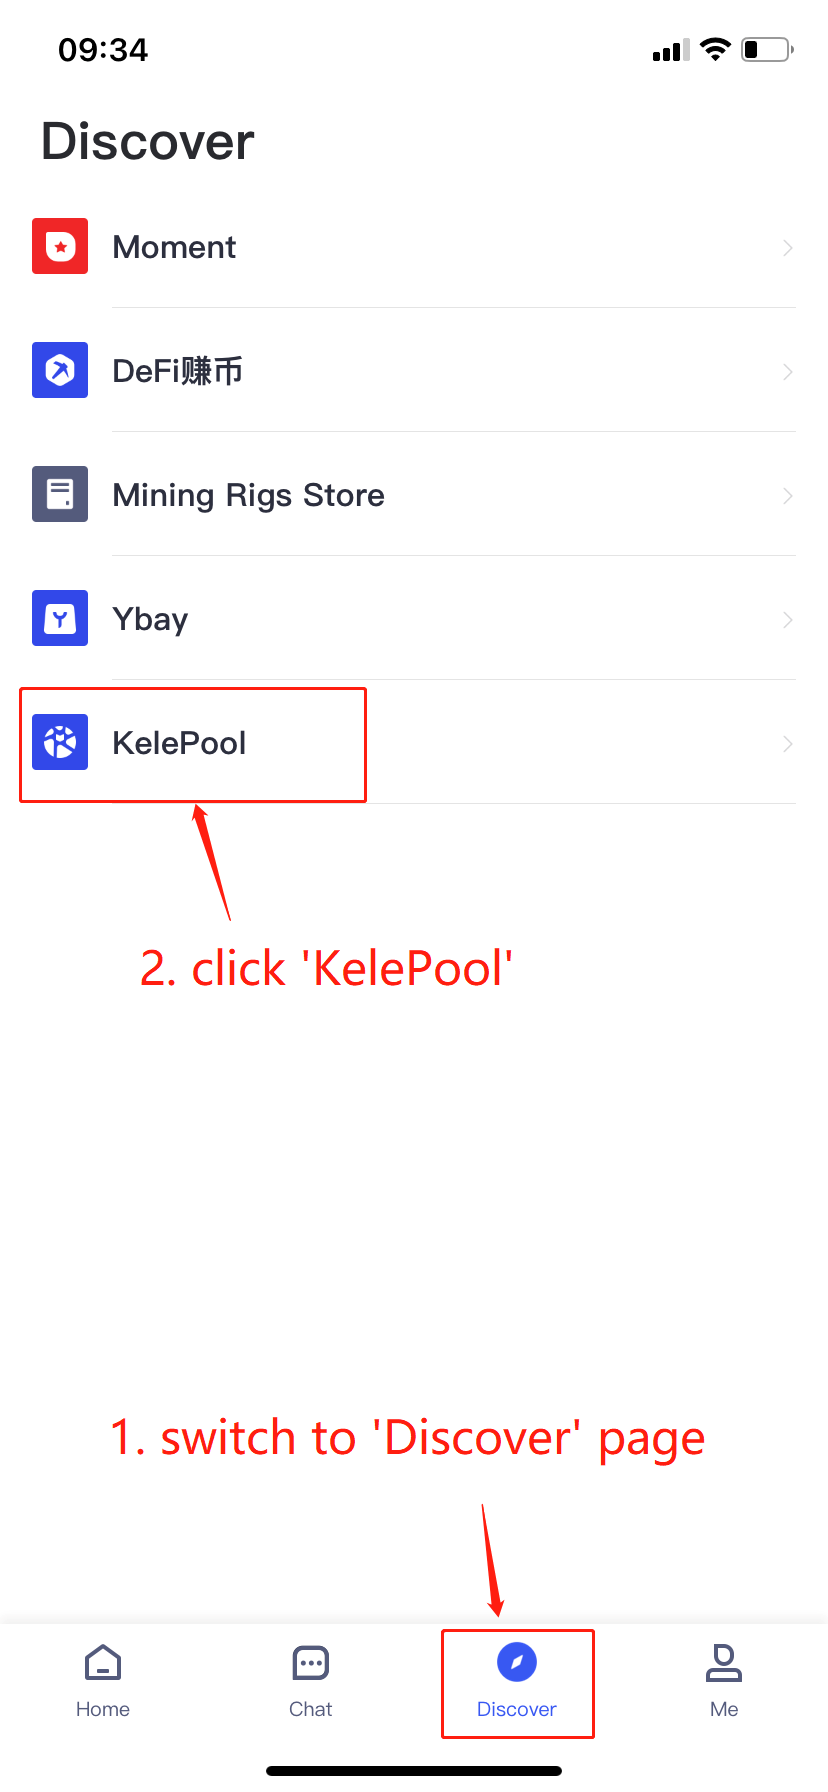 09:34
Discover
Moment
DeFi赚币
Mining Rigs Store
Ybay
KelePool
2. click 'KelePool'
1. switch to 'Discover' page
Home
Chat
Discover
Me